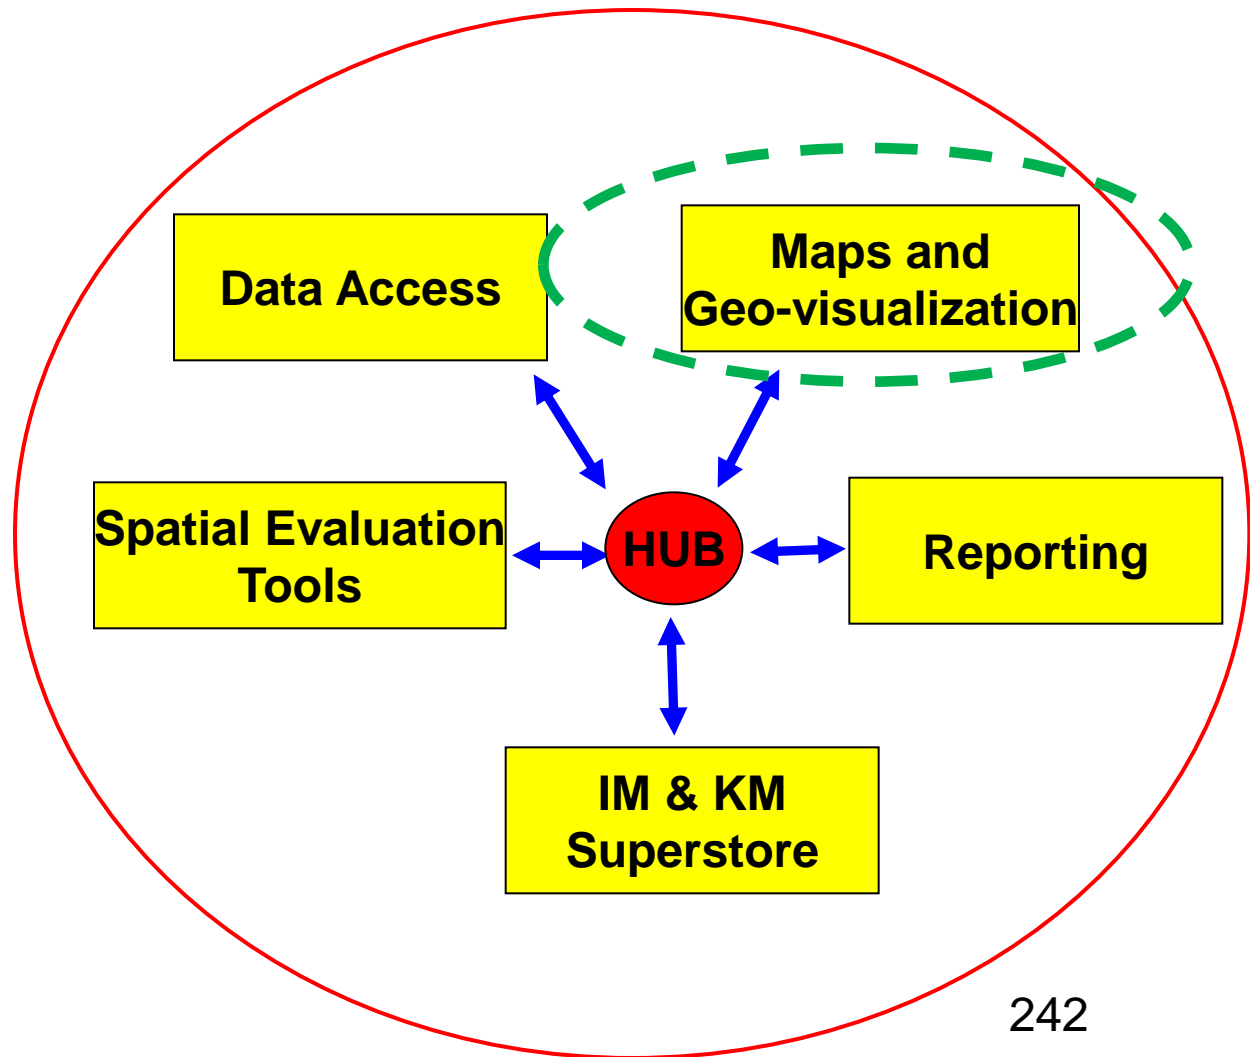 Data Access
Maps and
Geo-visualization
Spatial Evaluation
Tools
HUB
Reporting
IM & KM
Superstore
242